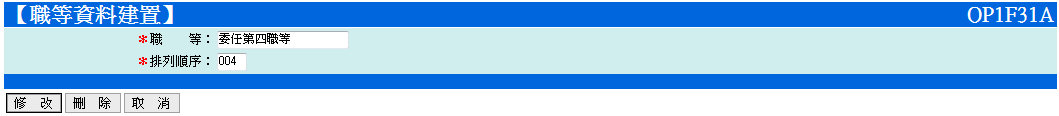 【職等資料建置】 OP1F31A
*職　　等：委任第四職等
*排列順序：004
修　改 刪　除 取　消